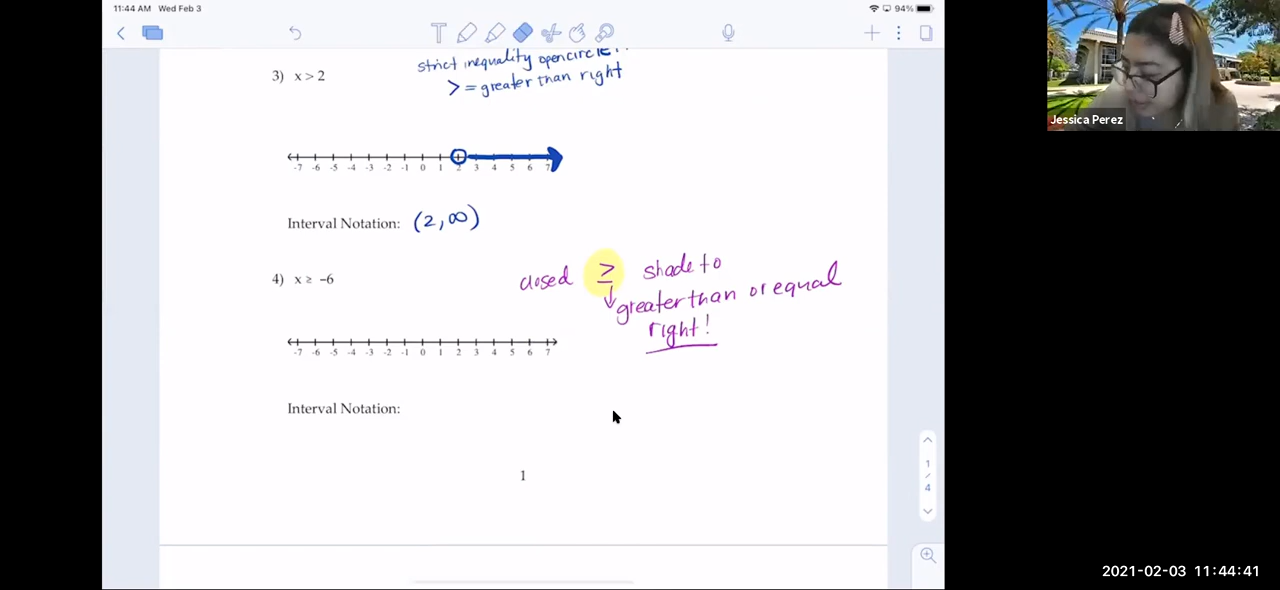 11:44 AM Wed Feb 3
94%
strict inequality open circle
3) x > 2
> = greater than right
-7 -6 -5 -4 -3 -2 -1 0 1 2 3 4 5 6 7
Interval Notation: (2, ∞)
4) x ≥ -6
closed ≥ shade to
greater than or equal
right!
-7 -6 -5 -4 -3 -2 -1 0 1 2 3 4 5 6 7
Interval Notation:
1
1
/
4
Jessica Perez
2021-02-03 11:44:41